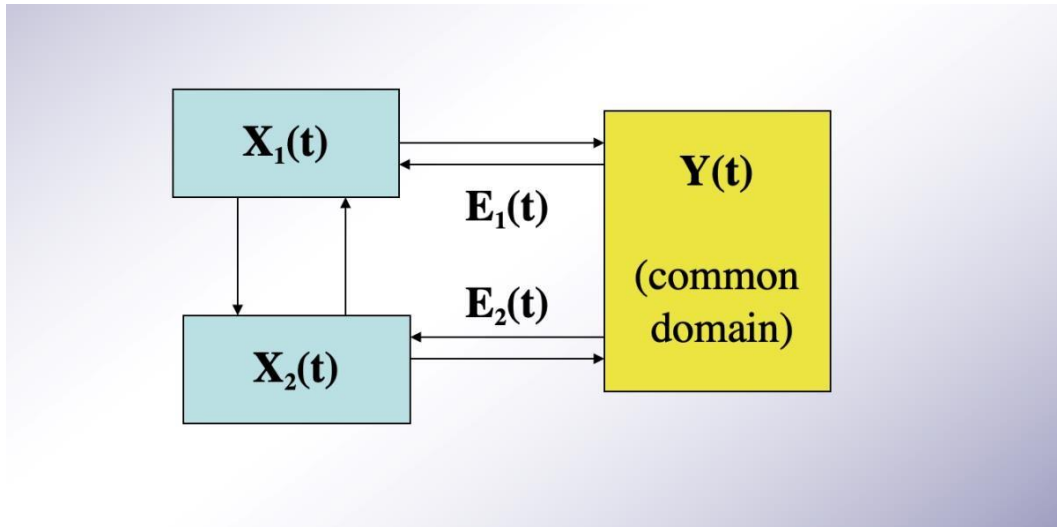 X₁(t)
Y(t)
E₁(t)
(common
domain)
E₂(t)
X₂(t)